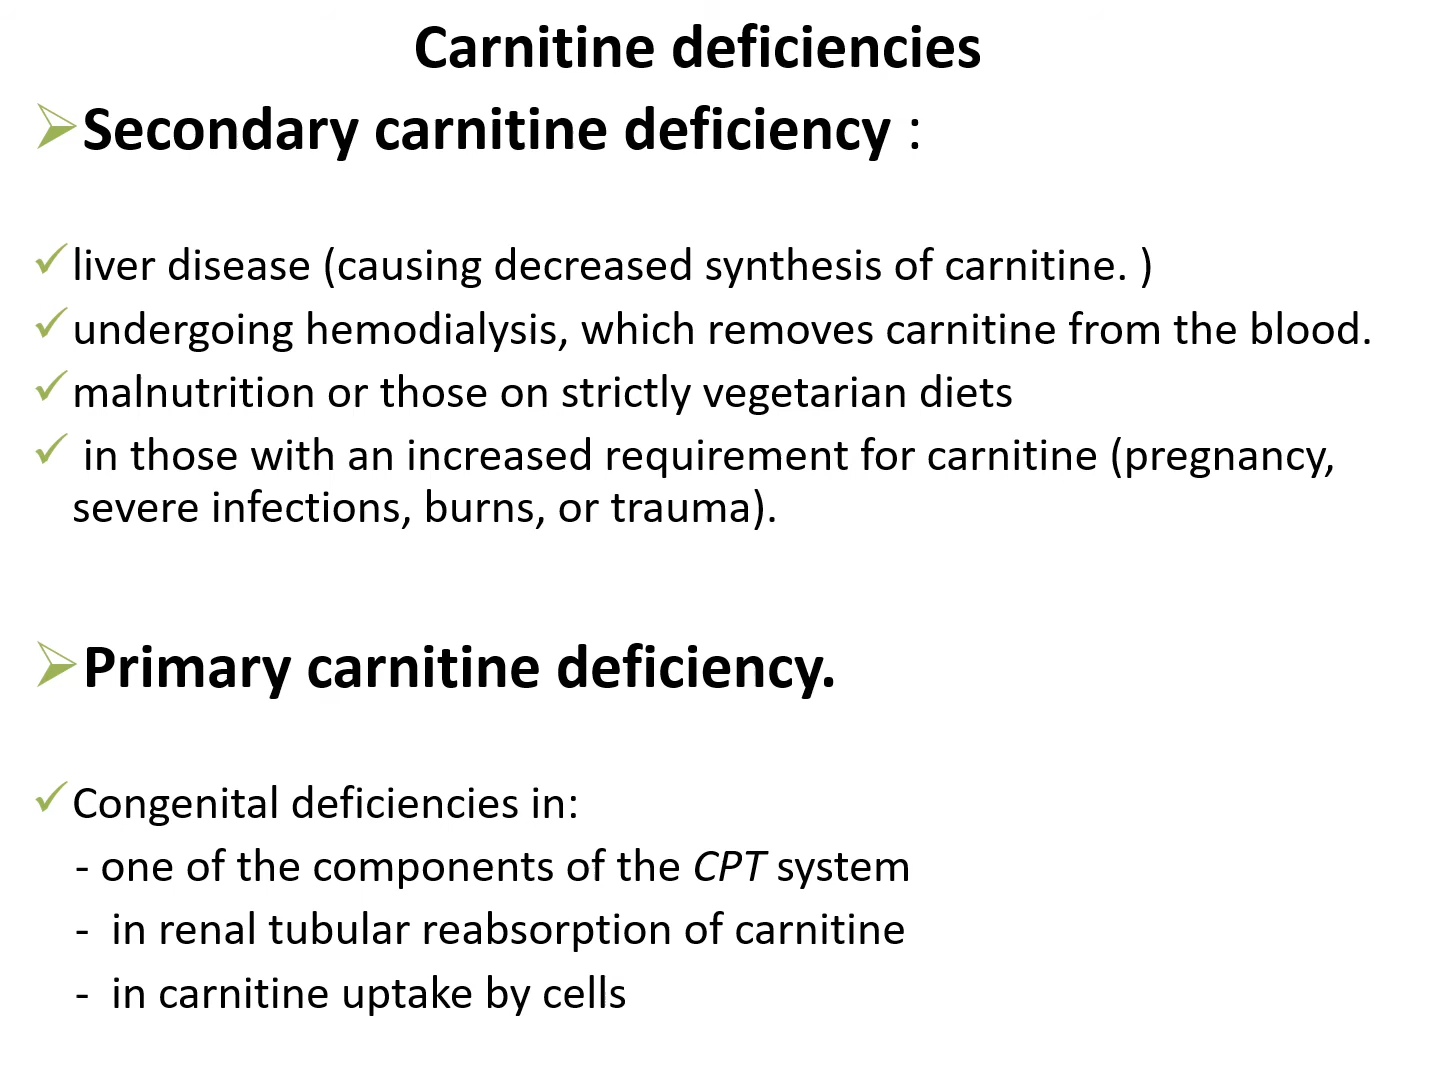 Carnitine deficiencies
➢Secondary carnitine deficiency :
✓liver disease (causing decreased synthesis of carnitine. )
✓undergoing hemodialysis, which removes carnitine from the blood.
✓malnutrition or those on strictly vegetarian diets
✓ in those with an increased requirement for carnitine (pregnancy,
severe infections, burns, or trauma).
➢Primary carnitine deficiency.
✓Congenital deficiencies in:
- one of the components of the CPT system
- in renal tubular reabsorption of carnitine
- in carnitine uptake by cells